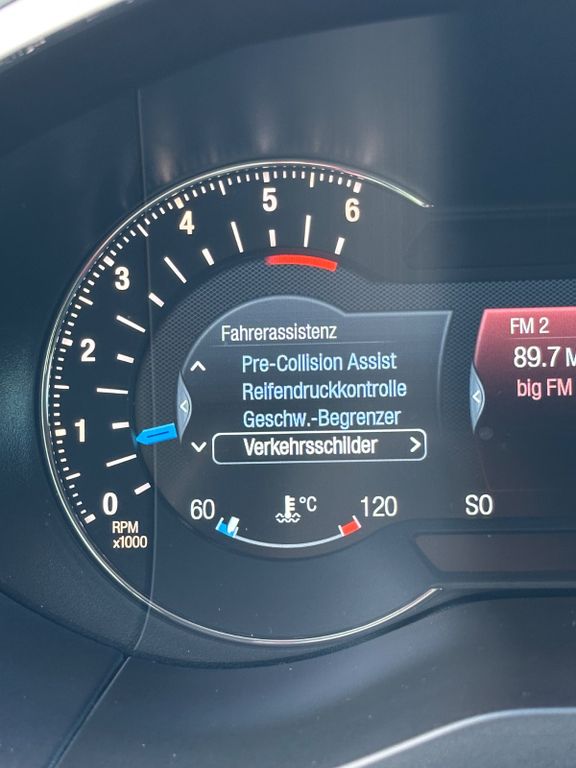 6
5
4
3
2
1
0
RPM
x1000
Fahrerassistenz
Pre-Collision Assist
Reifendruckkontrolle
Geschw.-Begrenzer
Verkehrsschilder
60
°C
120
SO
FM 2
89.7 M
big FM